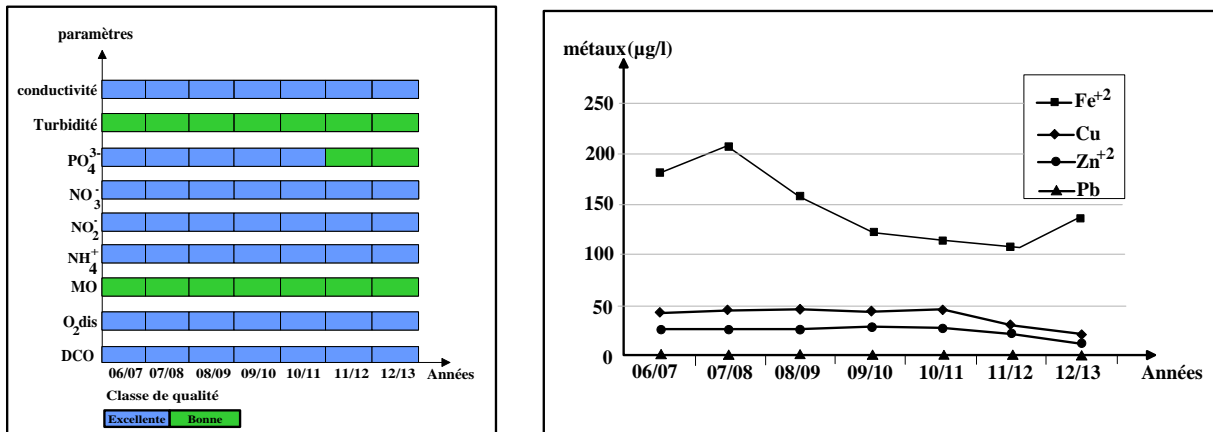 paramètres
conductivité
Turbidité
PO₄³⁻
NO₃⁻
NO₂⁻
NH₄⁺
MO
O₂dis
DCO
06/07 07/08 08/09 09/10 10/11 11/12 12/13 Années
Classe de qualité
Excellente Bonne
métaux(µg/l)
250
200
150
100
50
0
06/07 07/08 08/09 09/10 10/11 11/12 12/13 Années
Fe⁺²
Cu
Zn⁺²
Pb